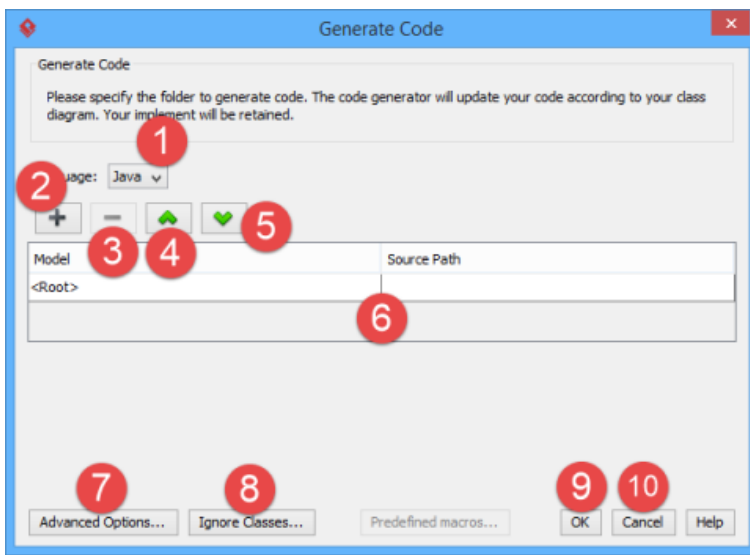 Generate Code
Generate Code
Please specify the folder to generate code. The code generator will update your code according to your class
diagram. Your implement will be retained.
1
uage: Java
2
3
4
5
Model Source Path
<Root>
6
7
8
9
10
Advanced Options... Ignore Classes... Predefined macros... OK Cancel Help